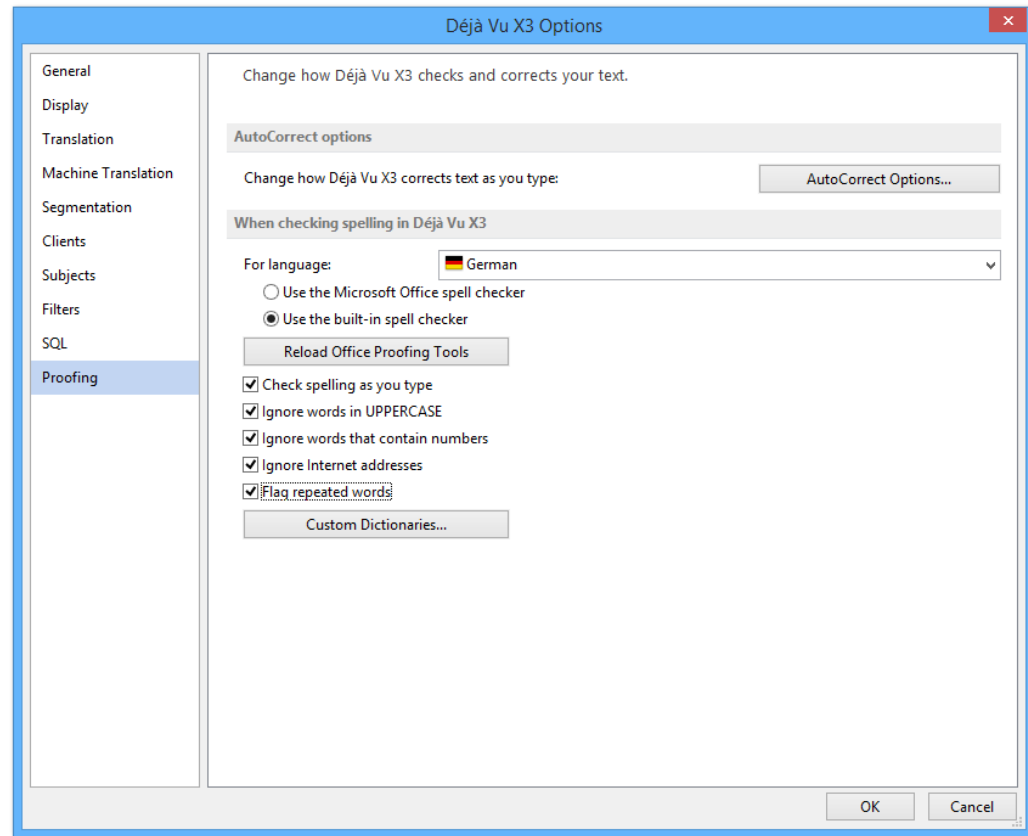 Déjà Vu X3 Options
General
Display
Translation
Machine Translation
Segmentation
Clients
Subjects
Filters
SQL
Proofing
Change how Déjà Vu X3 checks and corrects your text.
AutoCorrect options
Change how Déjà Vu X3 corrects text as you type:
AutoCorrect Options...
When checking spelling in Déjà Vu X3
For language:
German
Use the Microsoft Office spell checker
Use the built-in spell checker
Reload Office Proofing Tools
Check spelling as you type
Ignore words in UPPERCASE
Ignore words that contain numbers
Ignore Internet addresses
Flag repeated words
Custom Dictionaries...
OK
Cancel